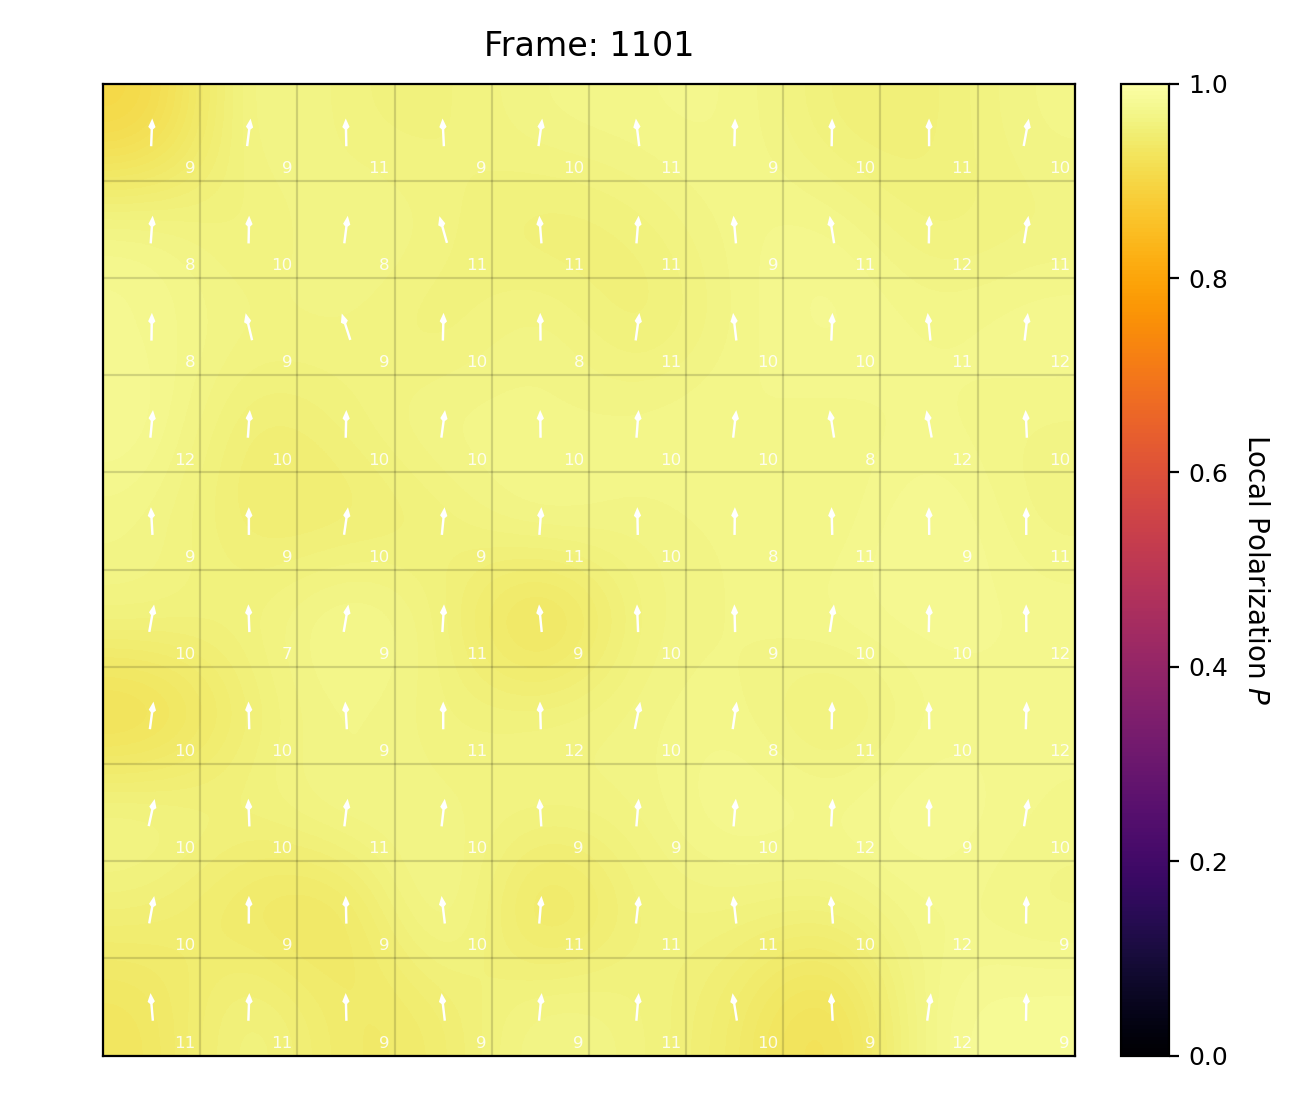 Frame: 1101
9 9 11 9 10 11 9 10 11 10
8 10 8 11 11 11 9 11 12 11
8 9 9 10 8 11 10 10 11 12
12 10 10 10 10 10 10 8 12 10
9 9 10 9 11 10 8 11 9 11
10 7 9 11 9 10 9 10 10 12
10 10 9 11 12 10 8 11 10 12
10 10 11 10 9 9 10 12 9 10
10 9 9 10 11 11 11 10 12 9
11 11 9 9 9 11 10 9 12 9
1.0
0.8
0.6
0.4
0.2
0.0
Local Polarization P